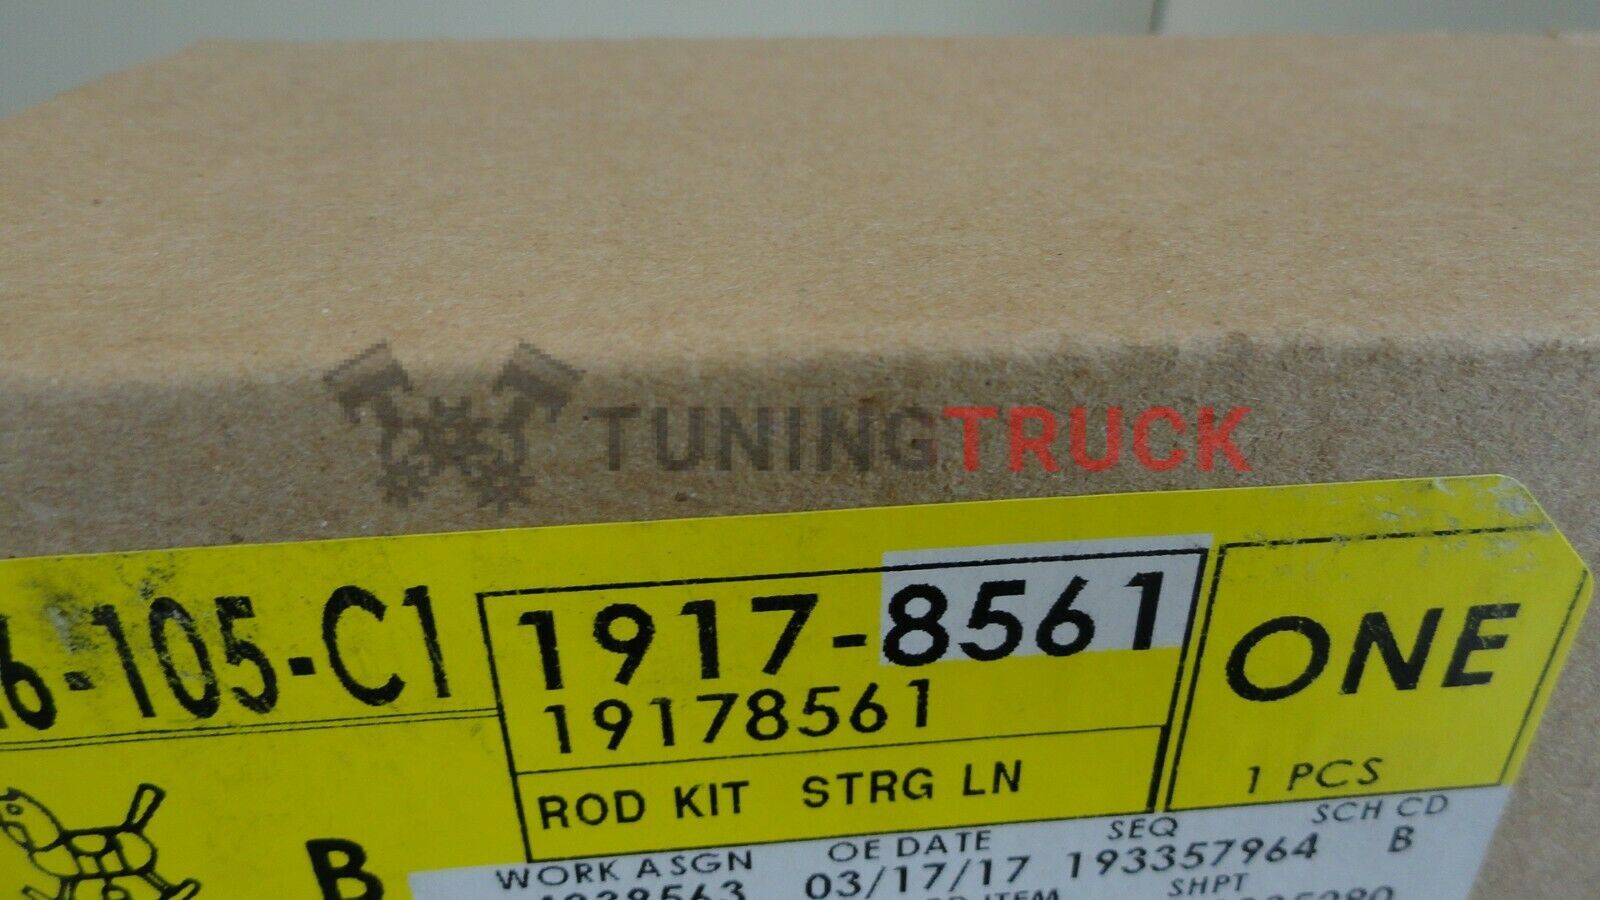 TUNINGTRUCK
6-105-C1
1917-8561
19178561
ONE
1 PCS
ROD KIT STRG LN
B
WORK ASGN
OE DATE
SEQ
SCH CD
03/17/17
193357964
B
SHPT